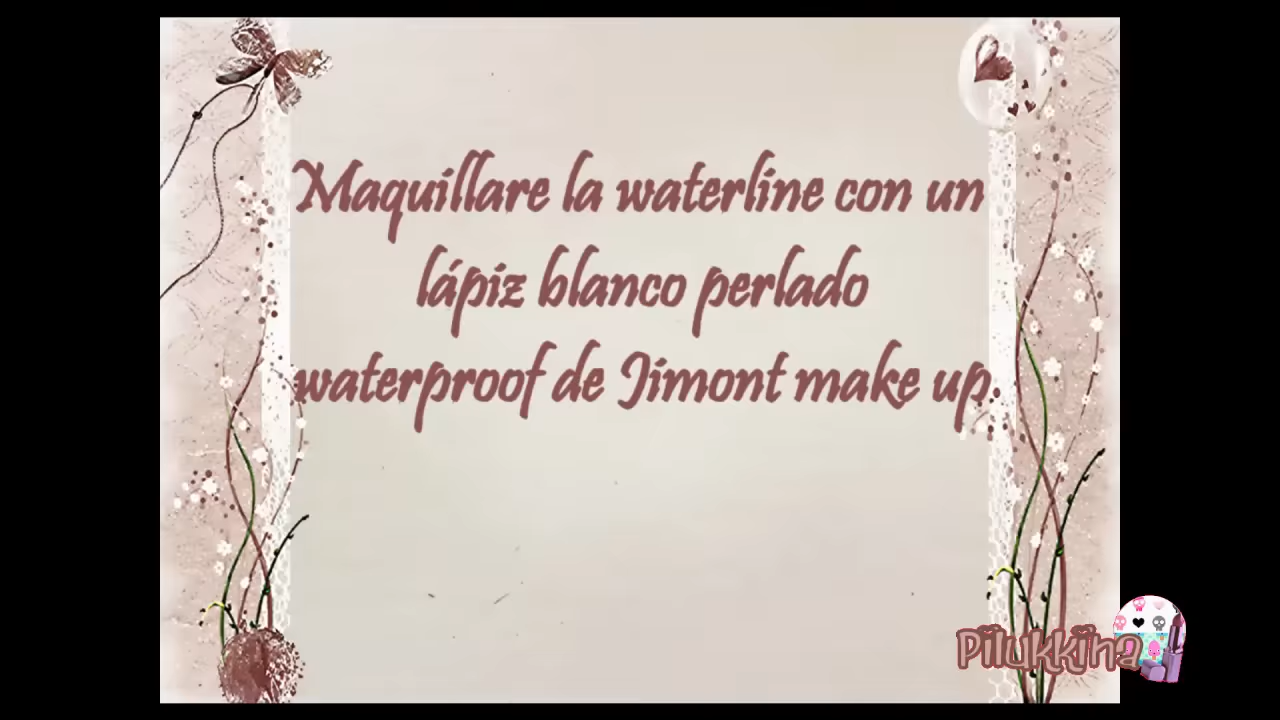 Maquillare la waterline con un
lápiz blanco perlado
waterproof de Jimont make up.
Pilukkina